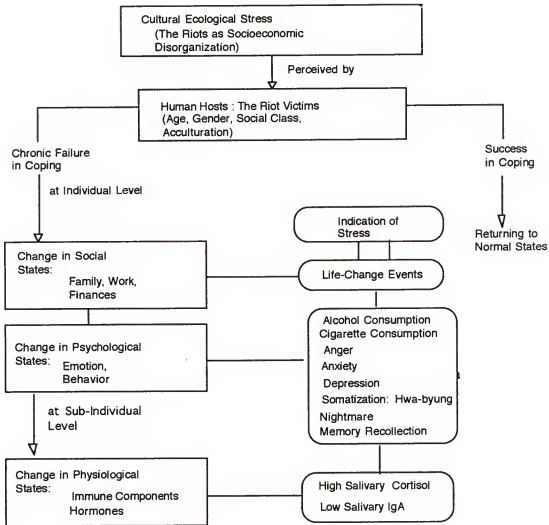 Cultural Ecological Stress
(The Riots as Socioeconomic
Disorganization)
Perceived by
Human Hosts : The Riot Victims
(Age, Gender, Social Class,
Acculturation)
Chronic Failure
in Coping
Success
in Coping
at Individual Level
Indication of
Stress
Returning to
Normal States
Change in Social
States:
Family, Work,
Finances
Life-Change Events
Alcohol Consumption
Cigarette Consumption
Anger
Anxiety
Depression
Somatization: Hwa-byung
Nightmare
Memory Recollection
Change in Psychological
States:
Emotion,
Behavior
at Sub-Individual
Level
Change in Physiological
States:
Immune Components
Hormones
High Salivary Cortisol
Low Salivary IgA